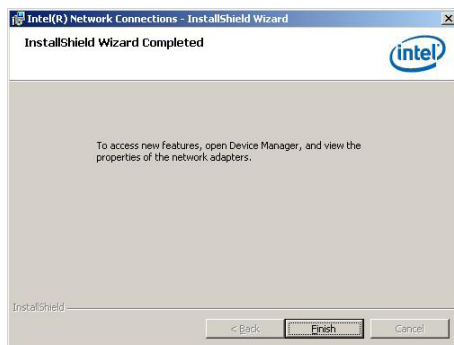 Intel(R) Network Connections - InstallShield Wizard
InstallShield Wizard Completed
intel
To access new features, open Device Manager, and view the
properties of the network adapters.
InstallShield
< Back
Finish
Cancel